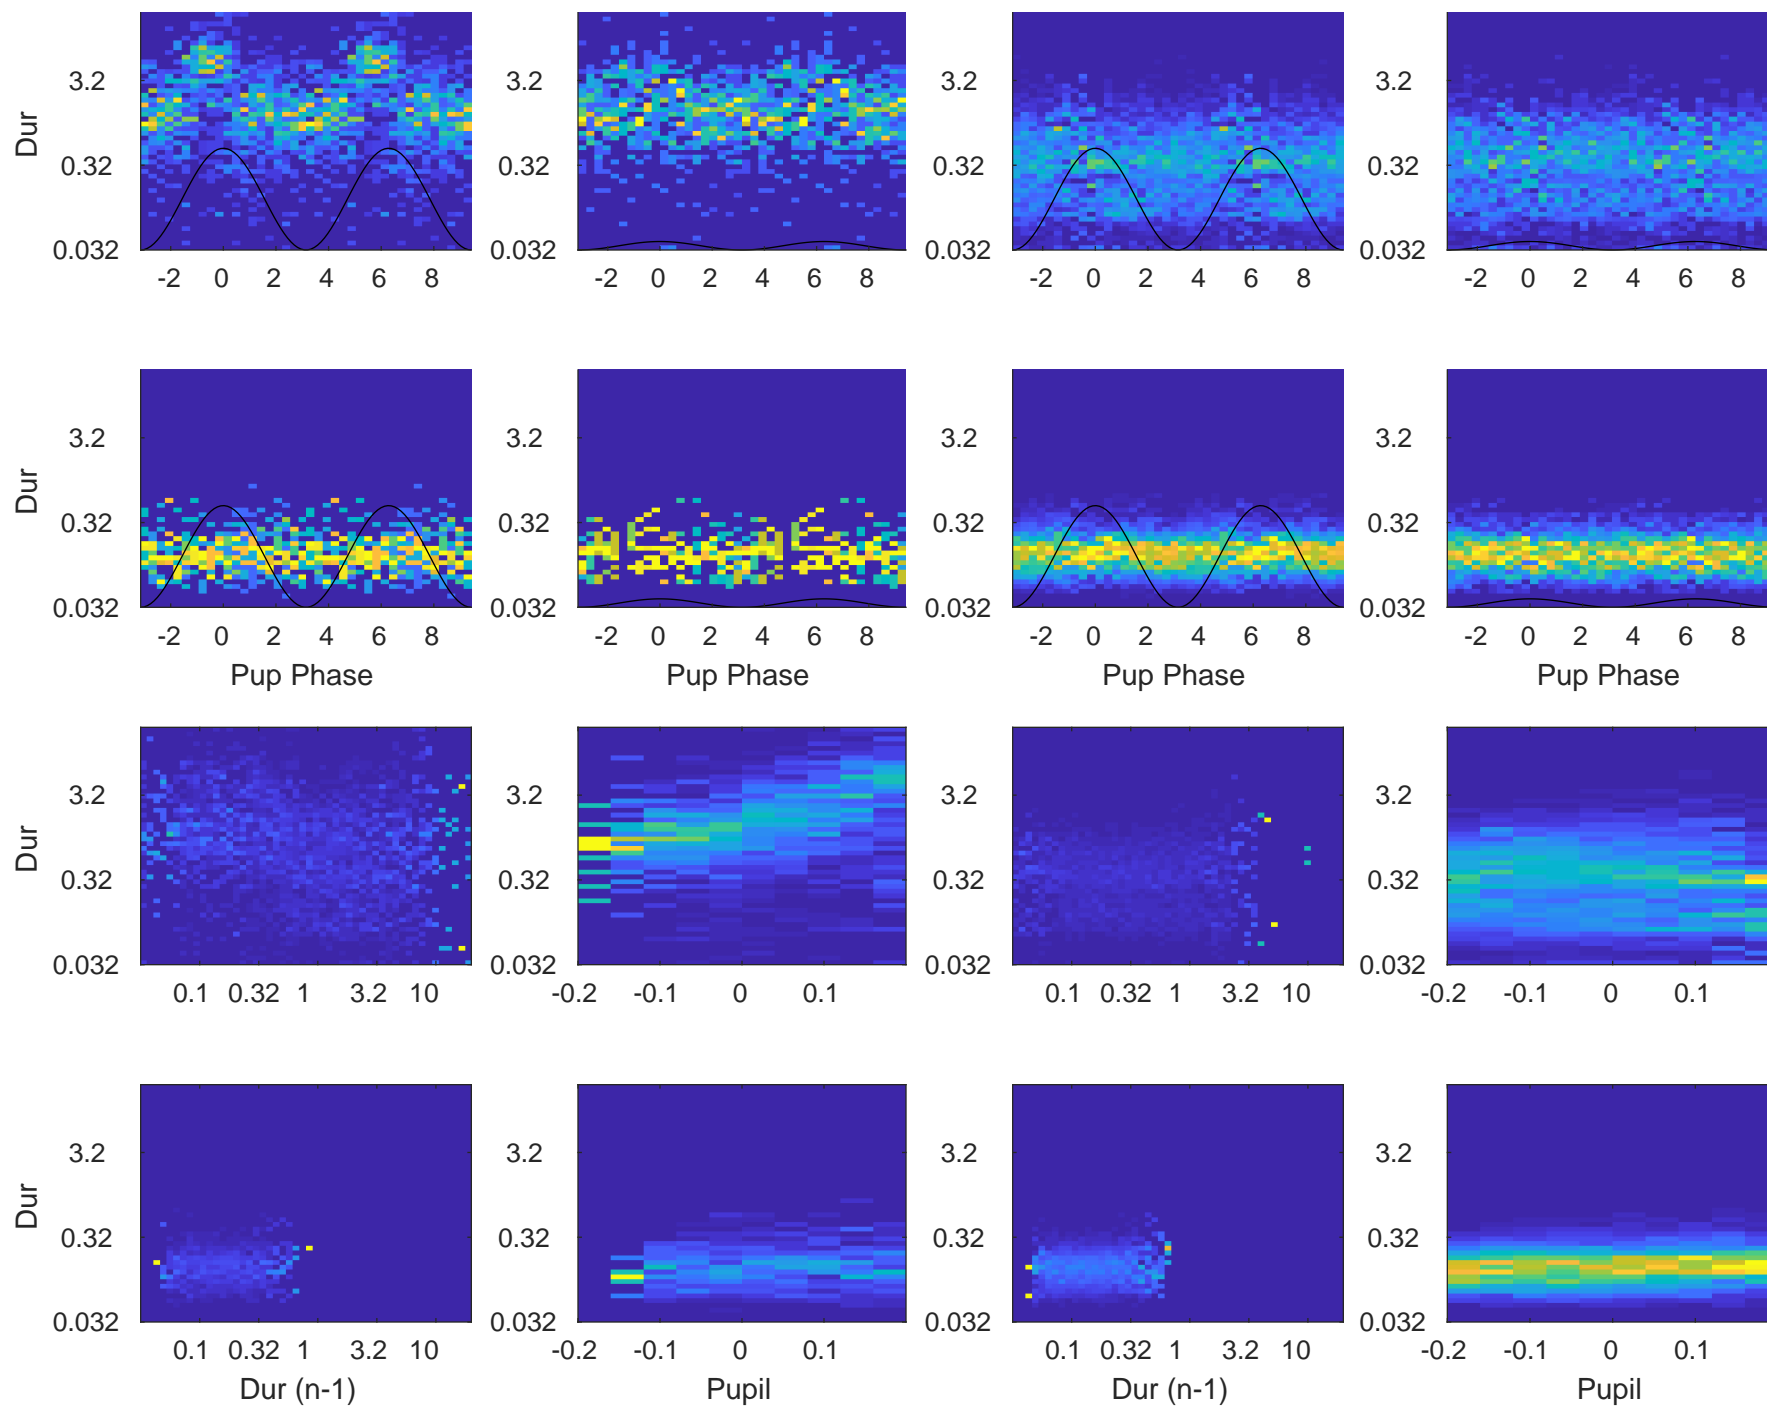 Dur
3.2 3.2 3.2 3.2
0.32 0.32 0.32 0.32
0.032 0.032 0.032 0.032
-2 0 2 4 6 8 -2 0 2 4 6 8 -2 0 2 4 6 8 -2 0 2 4 6 8
Dur
3.2 3.2 3.2 3.2
0.32 0.32 0.32 0.32
0.032 0.032 0.032 0.032
-2 0 2 4 6 8 -2 0 2 4 6 8 -2 0 2 4 6 8 -2 0 2 4 6 8
Pup Phase Pup Phase Pup Phase Pup Phase
Dur
3.2 3.2 3.2 3.2
0.32 0.32 0.32 0.32
0.032 0.032 0.032 0.032
0.1 0.32 1 3.2 10 -0.2 -0.1 0 0.1 0.1 0.32 1 3.2 10 -0.2 -0.1 0 0.1
Dur
3.2 3.2 3.2 3.2
0.32 0.32 0.32 0.32
0.032 0.032 0.032 0.032
0.1 0.32 1 3.2 10 -0.2 -0.1 0 0.1 0.1 0.32 1 3.2 10 -0.2 -0.1 0 0.1
Dur (n-1) Pupil Dur (n-1) Pupil